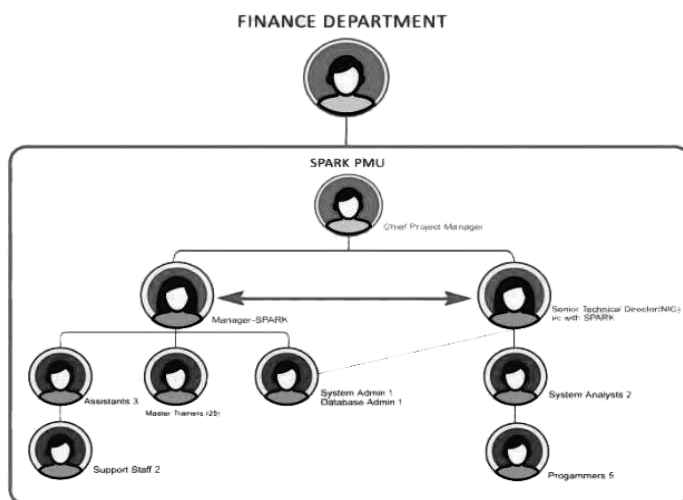 FINANCE DEPARTMENT
SPARK PMU
Chief Project Manager
Manager-SPARK
Senior Technical Director(NIC)
with SPARK
Assistants 3
Master Trainers
System Admin 1
Database Admin 1
System Analysts 2
Support Staff 2
Progammers 5